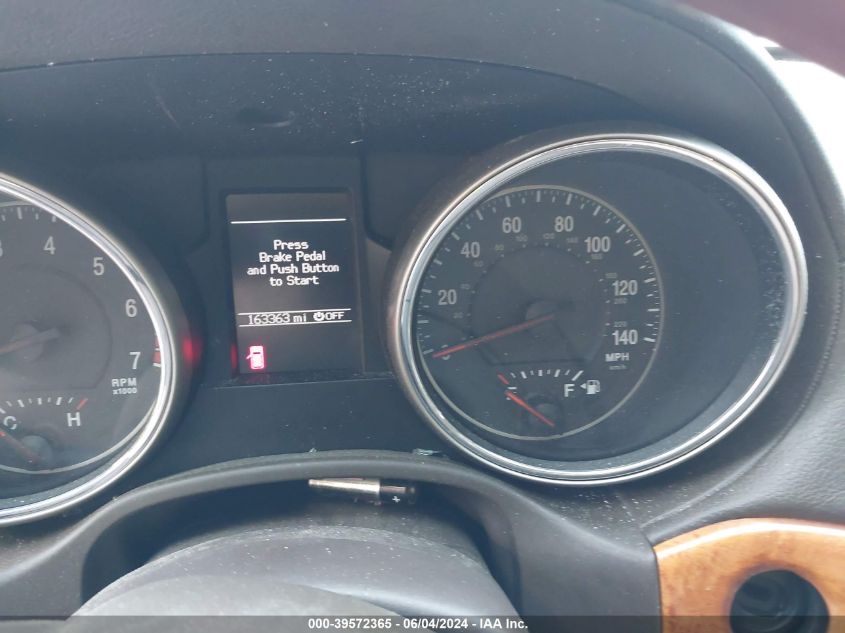 Press
Brake Pedal
and Push Button
to Start
163363 mi OFF
4
5
6
7
RPM
x1000
C H
20
40
60
80
100
120
140
MPH
km/h
F
+
000-39572365 - 06/04/2024 - IAA Inc.